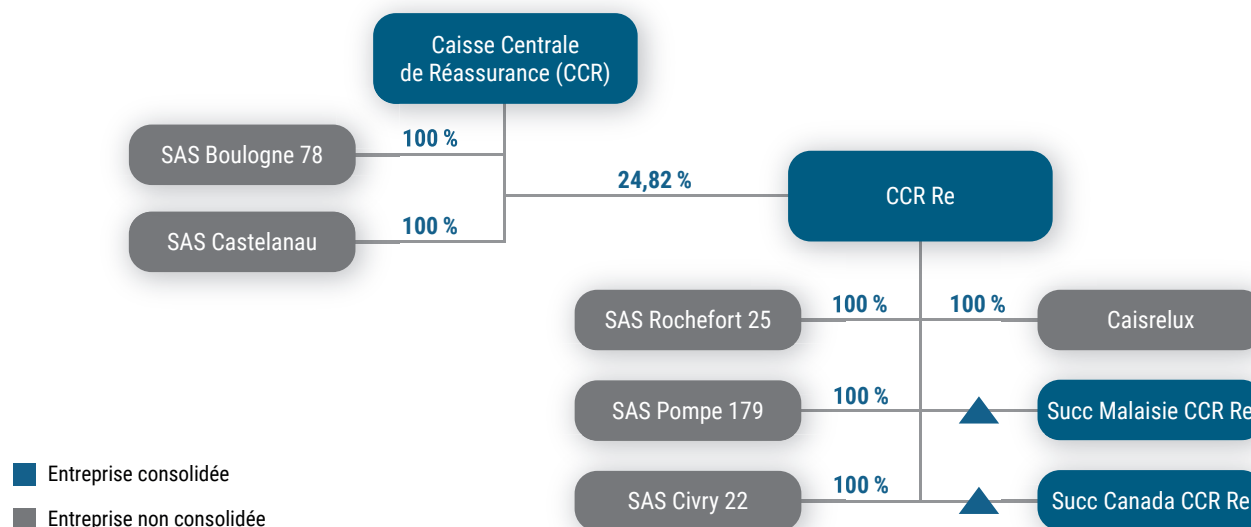 Caisse Centrale
de Réassurance (CCR)
100 %
SAS Boulogne 78
24,82 %
CCR Re
100 %
SAS Castelanau
SAS Rochefort 25
100 %
100 %
Caisrelux
SAS Pompe 179
100 %
Succ Malaisie CCR Re
SAS Civry 22
100 %
Succ Canada CCR Re
Entreprise consolidée
Entreprise non consolidée